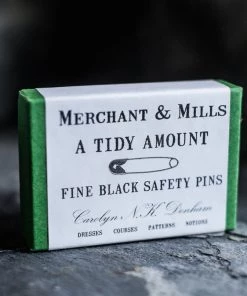 MERCHANT & MILLS
A TIDY AMOUNT
FINE BLACK SAFETY PINS
Carolyn N.K. Denham
DRESSES COURSES PATTERNS NOTIONS